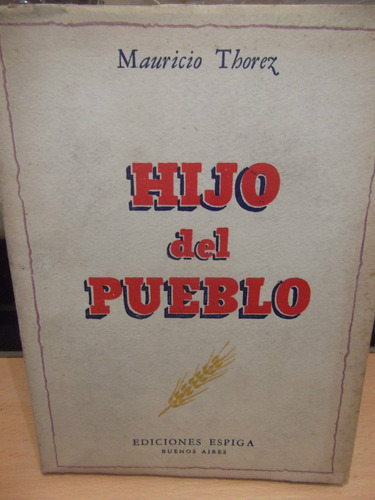 Mauricio Thorez
HIJO
del
PUEBLO
EDICIONES ESPIGA
BUENOS AIRES